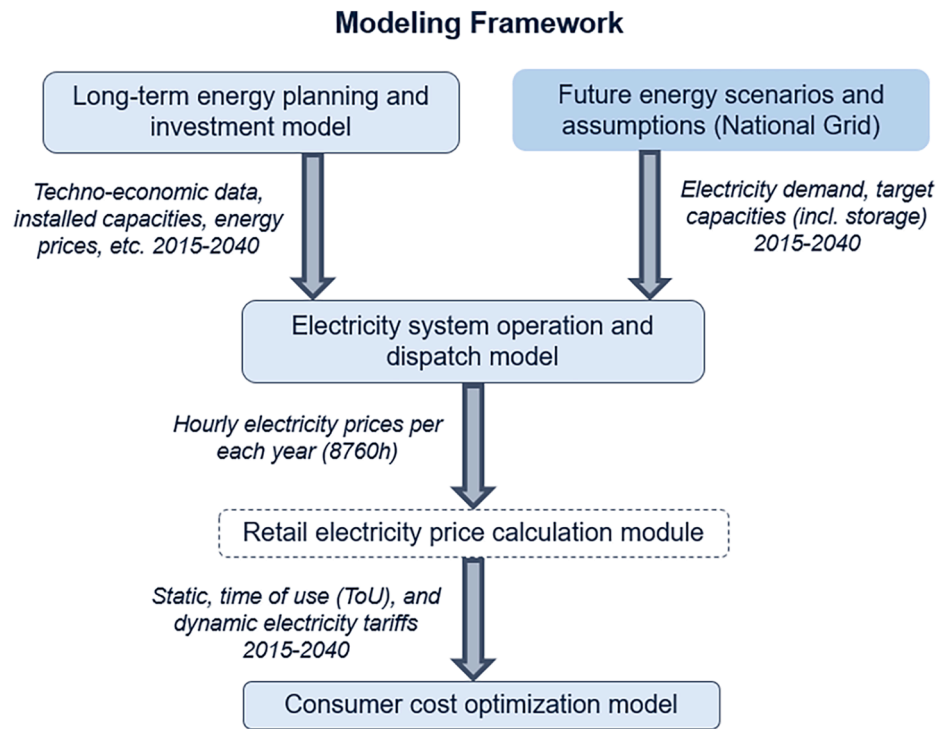 Modeling Framework
Long-term energy planning and
investment model
Future energy scenarios and
assumptions (National Grid)
Techno-economic data,
installed capacities, energy
prices, etc. 2015-2040
Electricity demand, target
capacities (incl. storage)
2015-2040
Electricity system operation and
dispatch model
Hourly electricity prices per
each year (8760h)
Retail electricity price calculation module
Static, time of use (ToU), and
dynamic electricity tariffs
2015-2040
Consumer cost optimization model